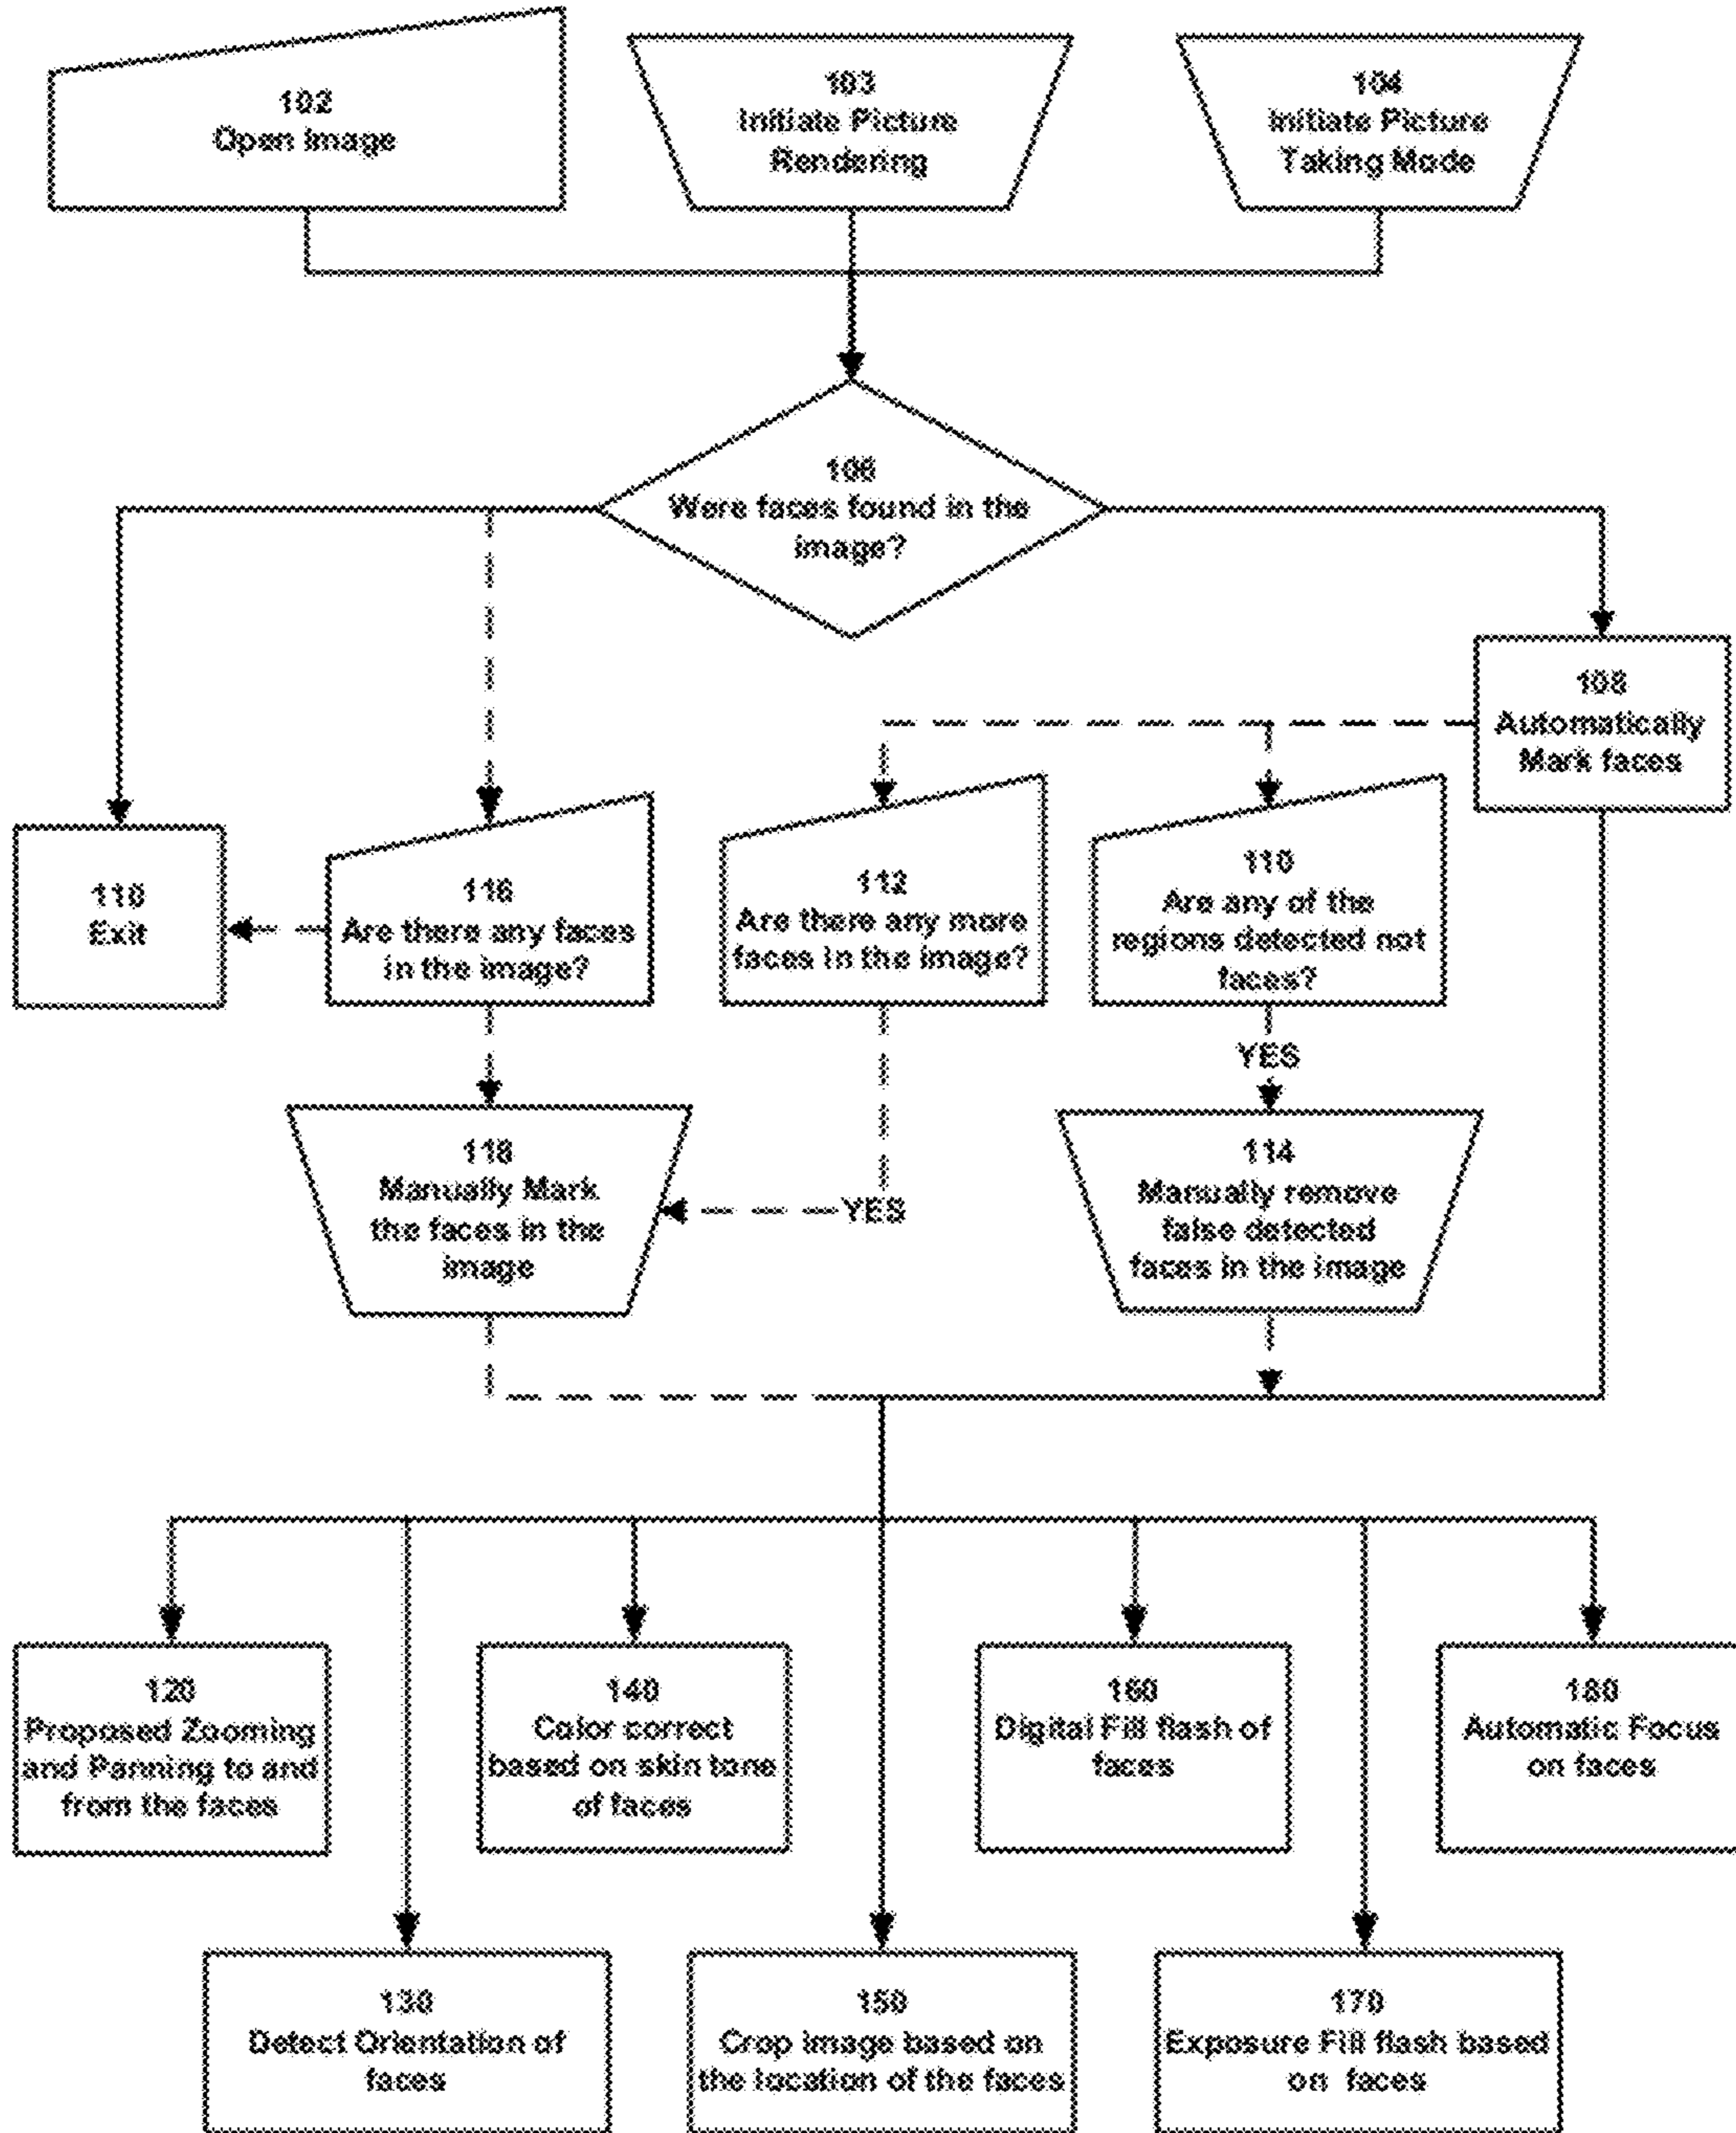 102
Open Image
103
Initiate Picture
Rendering
104
Initiate Picture
Taking Mode
106
Were faces found in the
image?
108
Automatically
Mark faces
110
Exit
116
Are there any faces
in the image?
112
Are there any more
faces in the image?
110
Are any of the
regions detected not
faces?
YES
118
Manually Mark
the faces in the
image
YES
114
Manually remove
false detected
faces in the image
120
Proposed Zooming
and Panning to and
from the faces
140
Color correct
based on skin tone
of faces
160
Digital Fill flash of
faces
180
Automatic Focus
on faces
130
Detect Orientation of
faces
150
Crop image based on
the location of the faces
170
Exposure Fill flash based
on faces